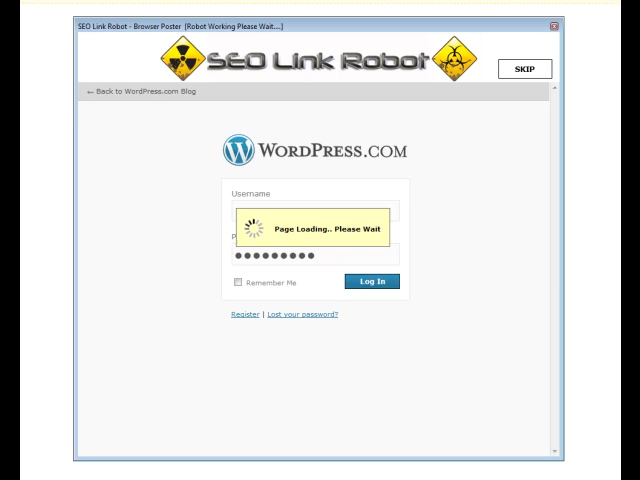 SEO Link Robot - Browser Poster [Robot Working Please Wait....]
SEO Link Robot
SKIP
← Back to WordPress.com Blog
WORDPRESS.COM
Username
Page Loading.. Please Wait
P
Remember Me
Log In
Register | Lost your password?